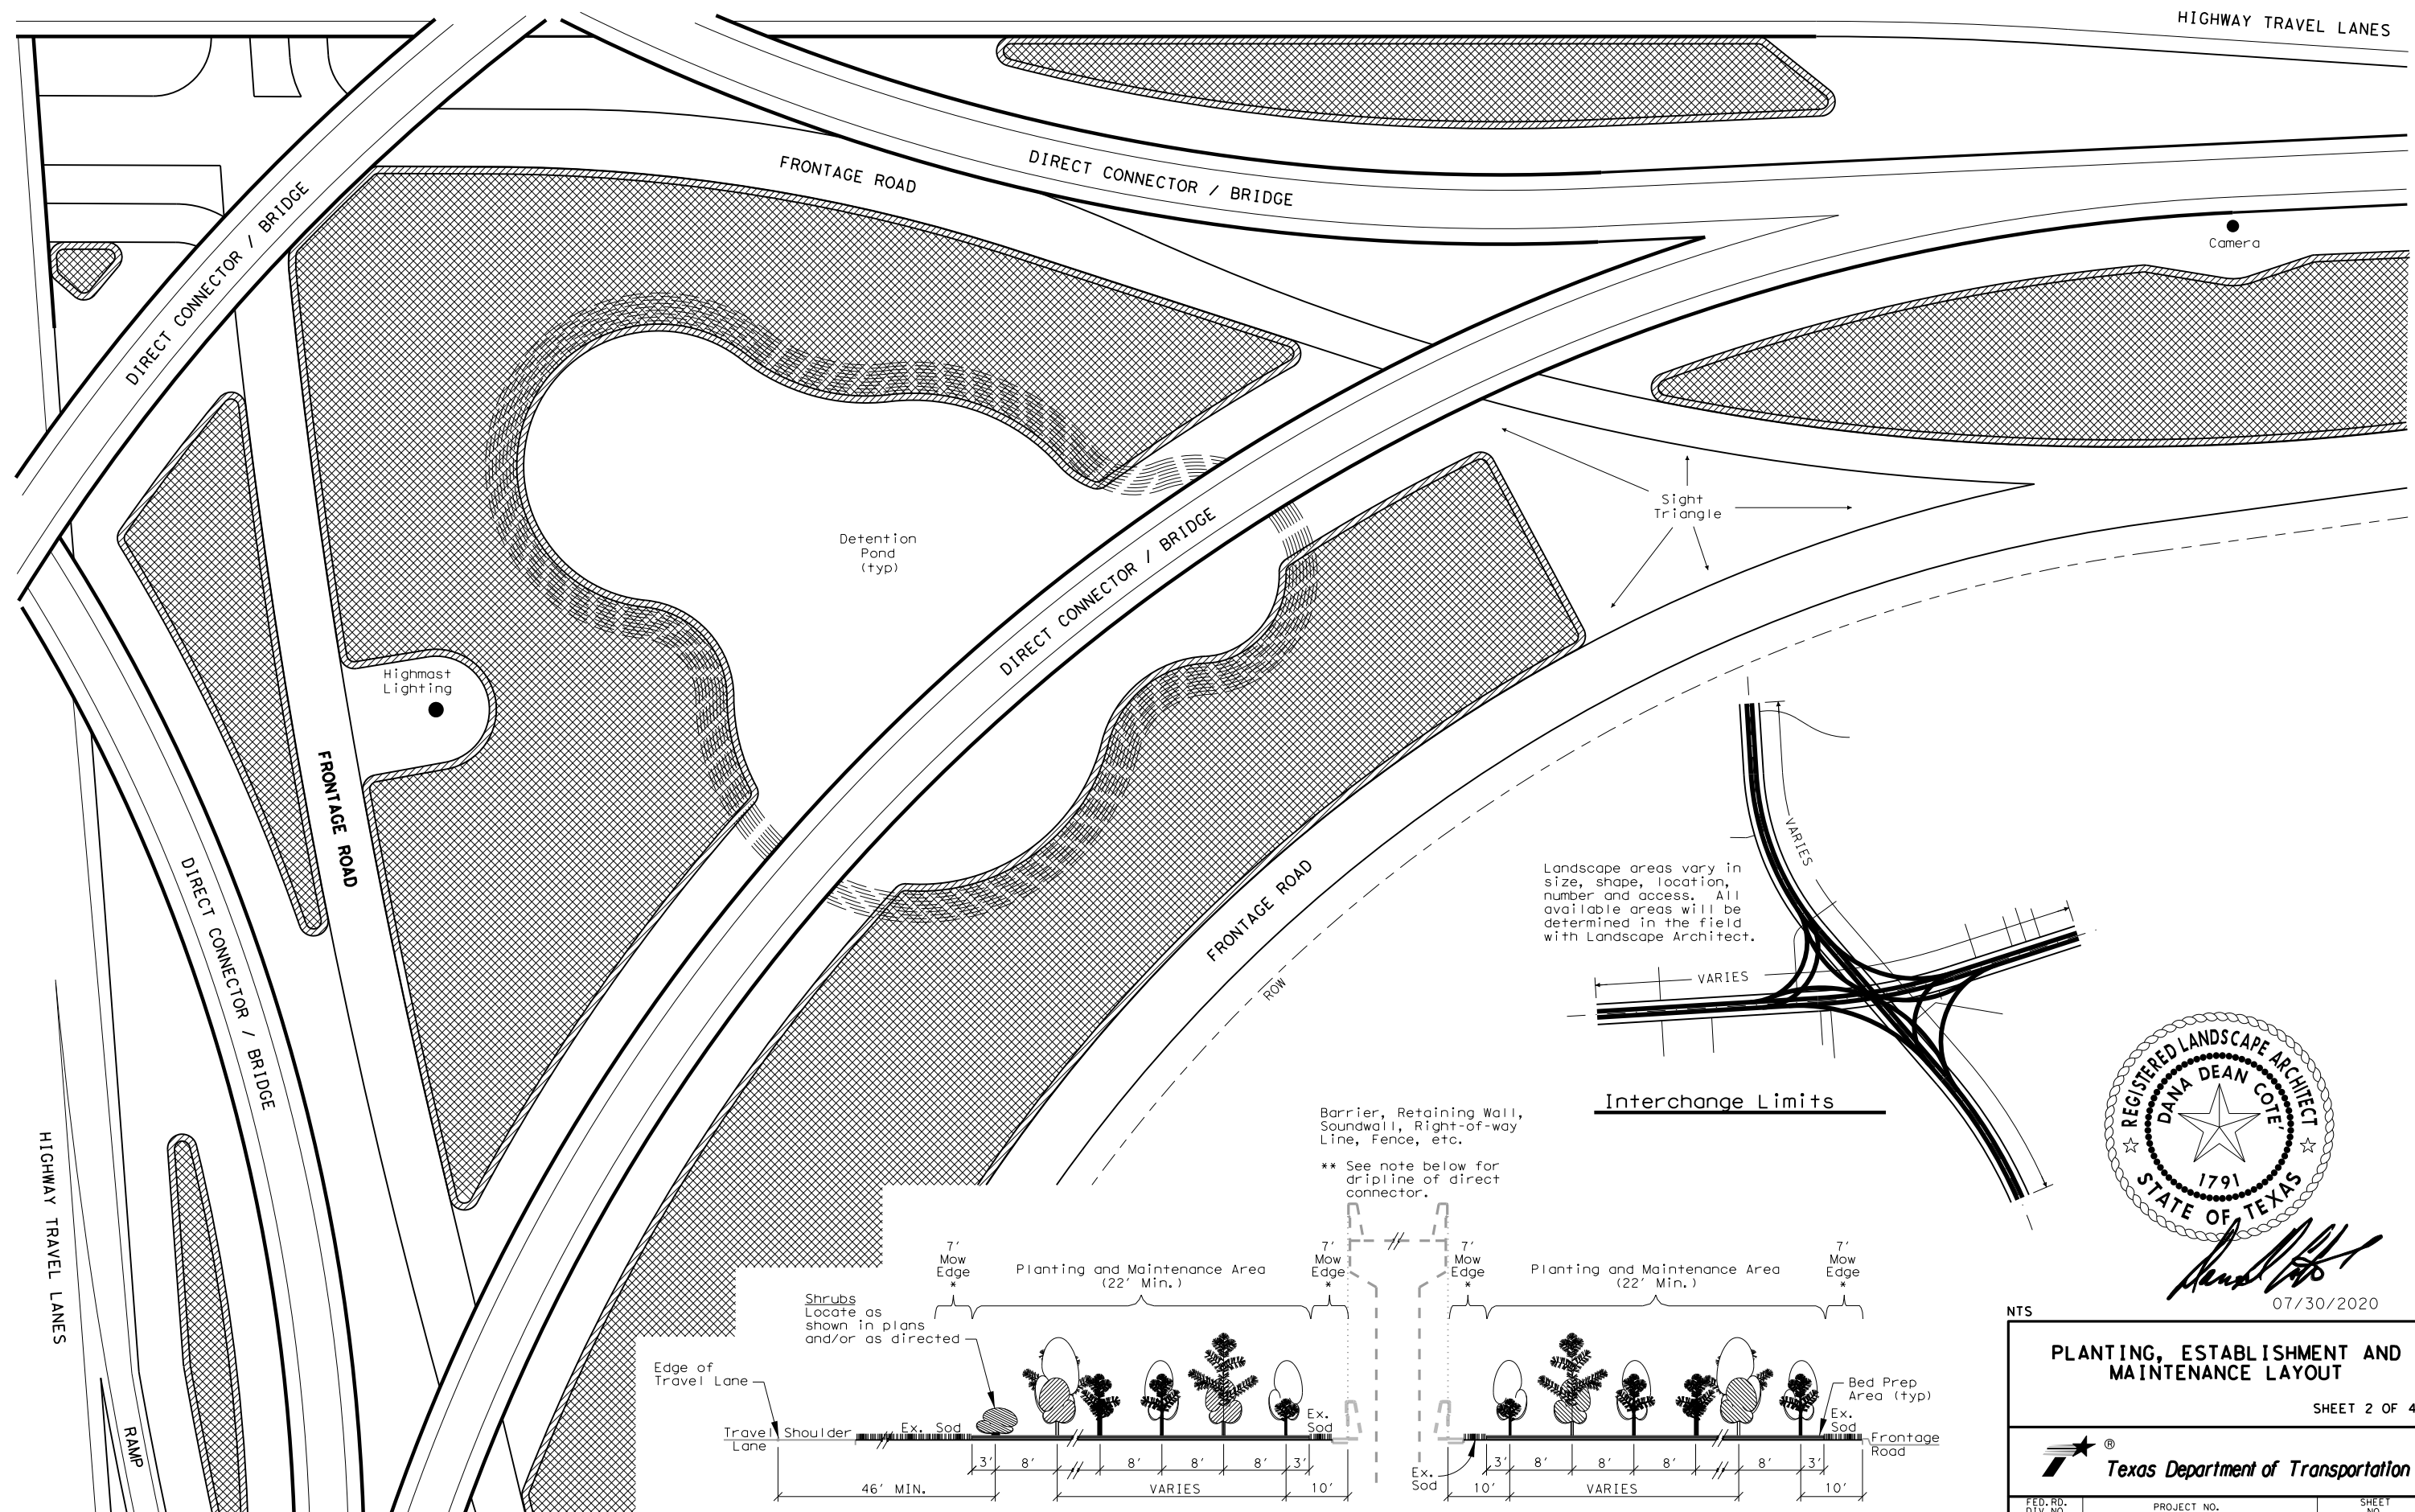 HIGHWAY TRAVEL LANES
FRONTAGE ROAD
DIRECT CONNECTOR / BRIDGE
DIRECT CONNECTOR / BRIDGE
Camera
Sight
Triangle
Detention
Pond
(typ)
DIRECT CONNECTOR / BRIDGE
Highmast
Lighting
FRONTAGE ROAD
DIRECT CONNECTOR / BRIDGE
FRONTAGE ROAD
ROW
HIGHWAY TRAVEL LANES
RAMP
Landscape areas vary in
size, shape, location,
number and access. All
available areas will be
determined in the field
with Landscape Architect.
VARIES
VARIES
Interchange Limits
REGISTERED LANDSCAPE ARCHITECT
DANA DEAN COTE'
1791
STATE OF TEXAS
07/30/2020
Barrier, Retaining Wall,
Soundwall, Right-of-way
Line, Fence, etc.
** See note below for
dripline of direct
connector.
7'
Mow
Edge
*
Planting and Maintenance Area
(22' Min.)
7'
Mow
Edge
*
7'
Mow
Edge
*
Planting and Maintenance Area
(22' Min.)
7'
Mow
Edge
*
Shrubs
Locate as
shown in plans
and/or as directed
Edge of
Travel Lane
Travel Shoulder
Lane
Ex. Sod
Ex.
Sod
Bed Prep
Area (typ)
Ex.
Sod
Frontage
Road
Ex.
Sod
3' 8' 8' 8' 8' 3'
46' MIN. VARIES 10'
3' 8' 8' 8' 8' 3'
10' VARIES 10'
NTS
PLANTING, ESTABLISHMENT AND
MAINTENANCE LAYOUT
SHEET 2 OF 4
®
Texas Department of Transportation
FED.RD.
DIV.NO.
PROJECT NO.
SHEET
NO.